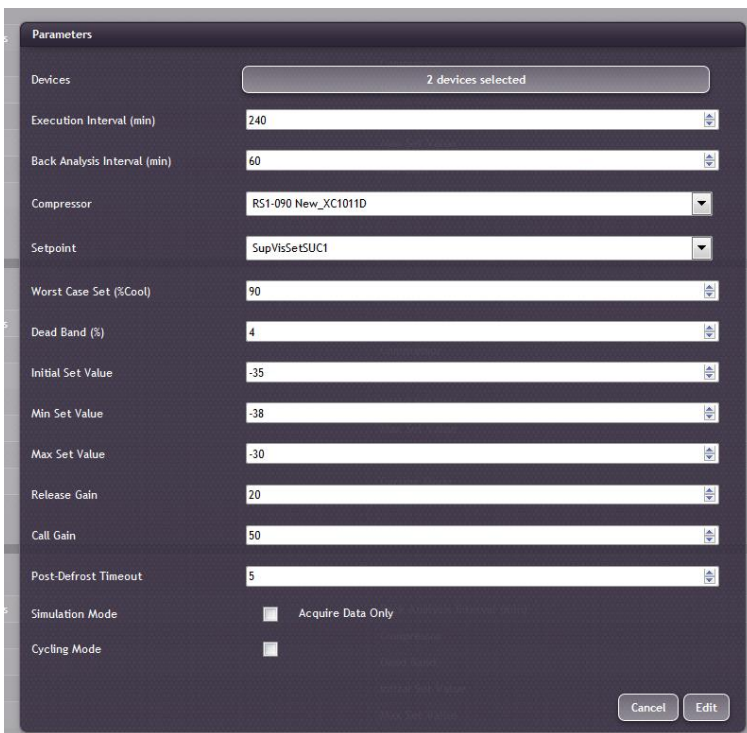 Parameters
Devices 2 devices selected
Execution Interval (min) 240
Back Analysis Interval (min) 60
Compressor RS1-090 New_XC1011D
Setpoint SupVisSetSUC1
Worst Case Set (%Cool) 90
Dead Band (%) 4
Initial Set Value -35
Min Set Value -38
Max Set Value -30
Release Gain 20
Call Gain 50
Post-Defrost Timeout 5
Simulation Mode Acquire Data Only
Cycling Mode
Cancel Edit